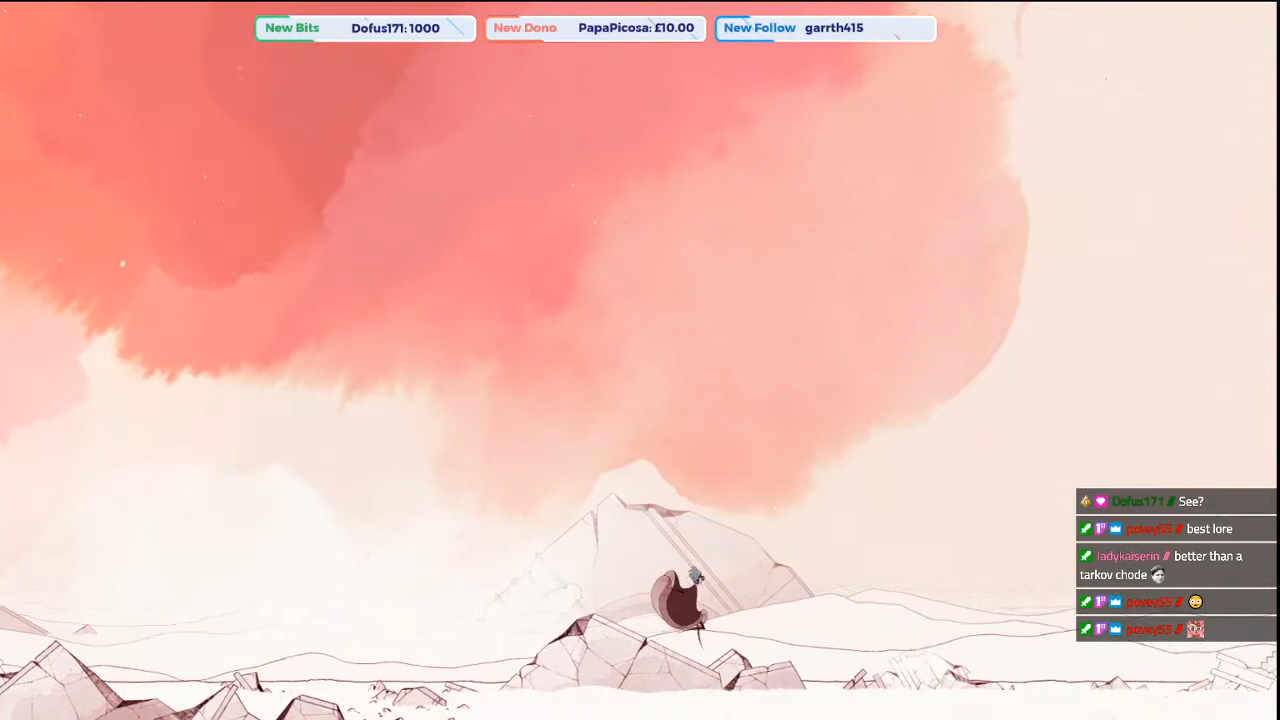 New Bits Dofus171: 1000
New Dono PapaPicosa: £10.00
New Follow garrth415
Dofus171 // See?
povey55 // best lore
ladykaiserin // better than a
tarkov chode
povey55 //
povey55 //